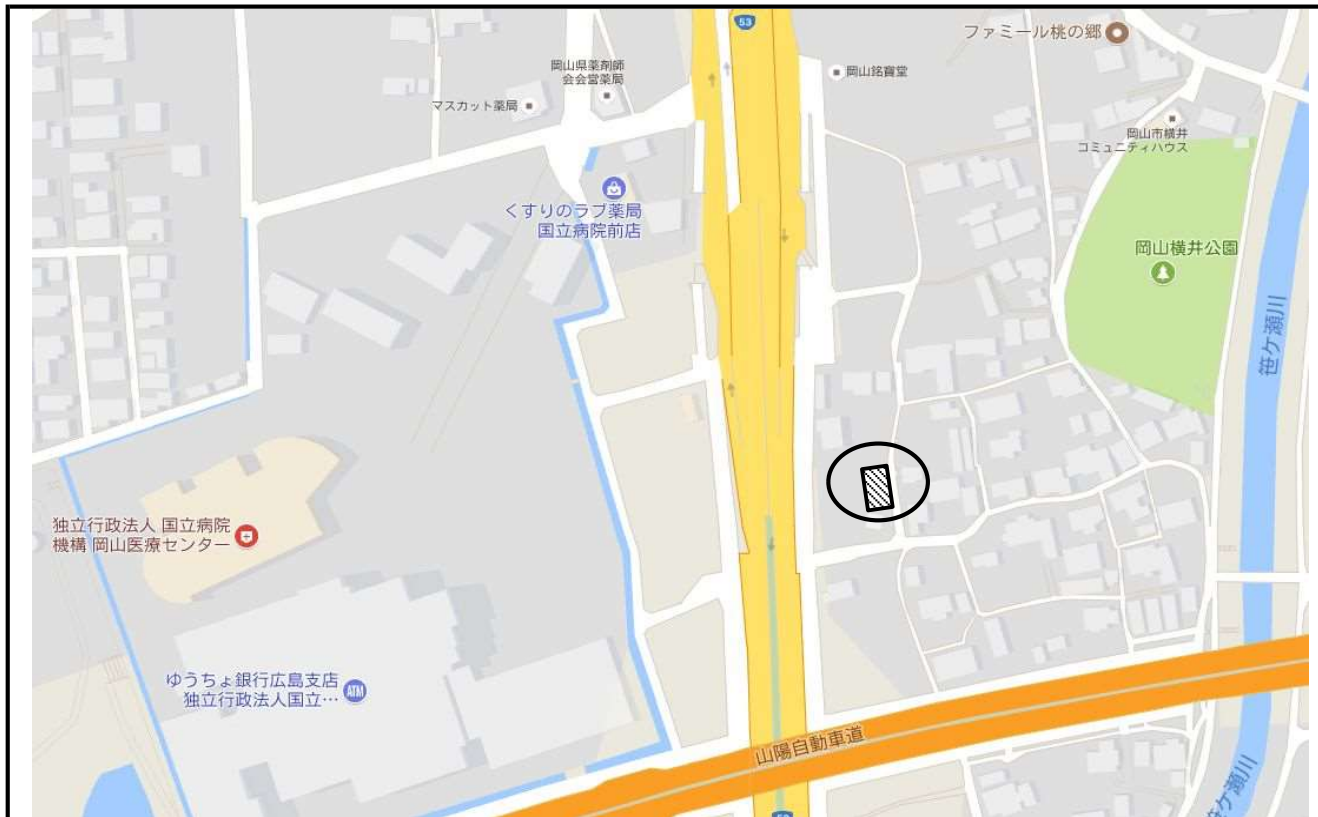 53
ファミール桃の郷
岡山県薬剤師
会会営薬局
岡山銘寶堂
マスカット薬局
岡山市横井
コミュニティハウス
くすりのラブ薬局
国立病院前店
岡山横井公園
笹ケ瀬川
独立行政法人 国立病院
機構 岡山医療センター
ゆうちょ銀行広島支店
独立行政法人国立…
ATM
山陽自動車道
笹ケ瀬川
53